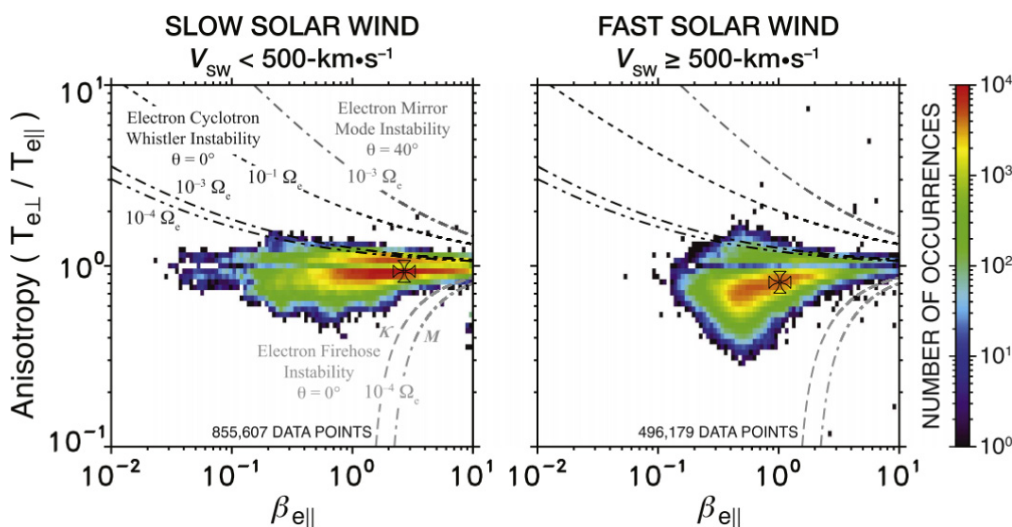 SLOW SOLAR WIND
V_SW < 500-km•s⁻¹
FAST SOLAR WIND
V_SW ≥ 500-km•s⁻¹
Anisotropy ( T_e⊥ / T_e|| )
10¹
10⁰
10⁻¹
Electron Cyclotron
Whistler Instability
θ = 0°
10⁻³ Ω_e
10⁻⁴ Ω_e
10⁻¹ Ω_e
Electron Mirror
Mode Instability
θ = 40°
10⁻³ Ω_e
K
M
Electron Firehose
Instability
θ = 0°
10⁻⁴ Ω_e
855,607 DATA POINTS
10⁻² 10⁻¹ 10⁰ 10¹
β_e||
496,179 DATA POINTS
10⁻² 10⁻¹ 10⁰ 10¹
β_e||
NUMBER OF OCCURRENCES
10⁴
10³
10²
10¹
10⁰